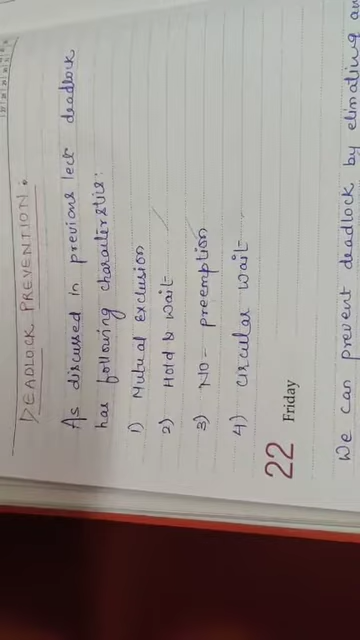 DEADLOCK PREVENTION.
As discussed in previous lect deadlock
has following characteristics:
1) Mutual Exclusion
2) Hold & wait
3) No-preemption
4) circular wait
22 Friday
We can prevent deadlock by elimating